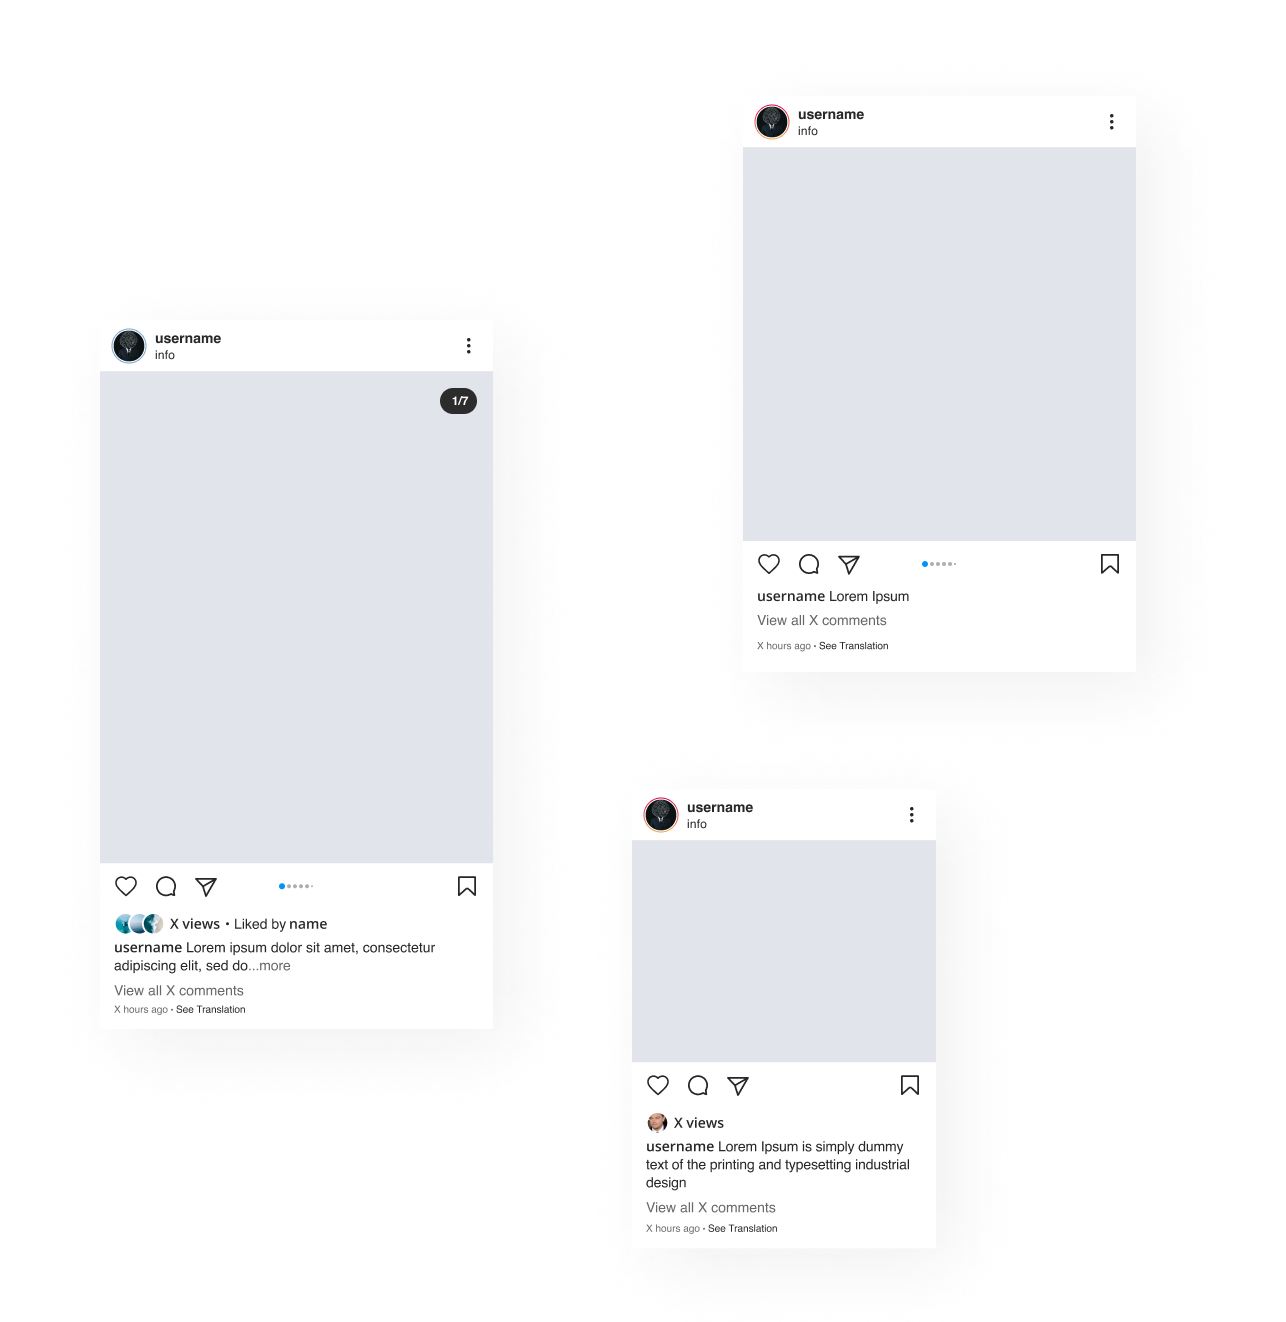 username
info
1/7
X views • Liked by name
username Lorem ipsum dolor sit amet, consectetur
adipiscing elit, sed do...more
View all X comments
X hours ago • See Translation
username
info
username Lorem Ipsum
View all X comments
X hours ago • See Translation
username
info
X views
username Lorem Ipsum is simply dummy
text of the printing and typesetting industrial
design
View all X comments
X hours ago • See Translation